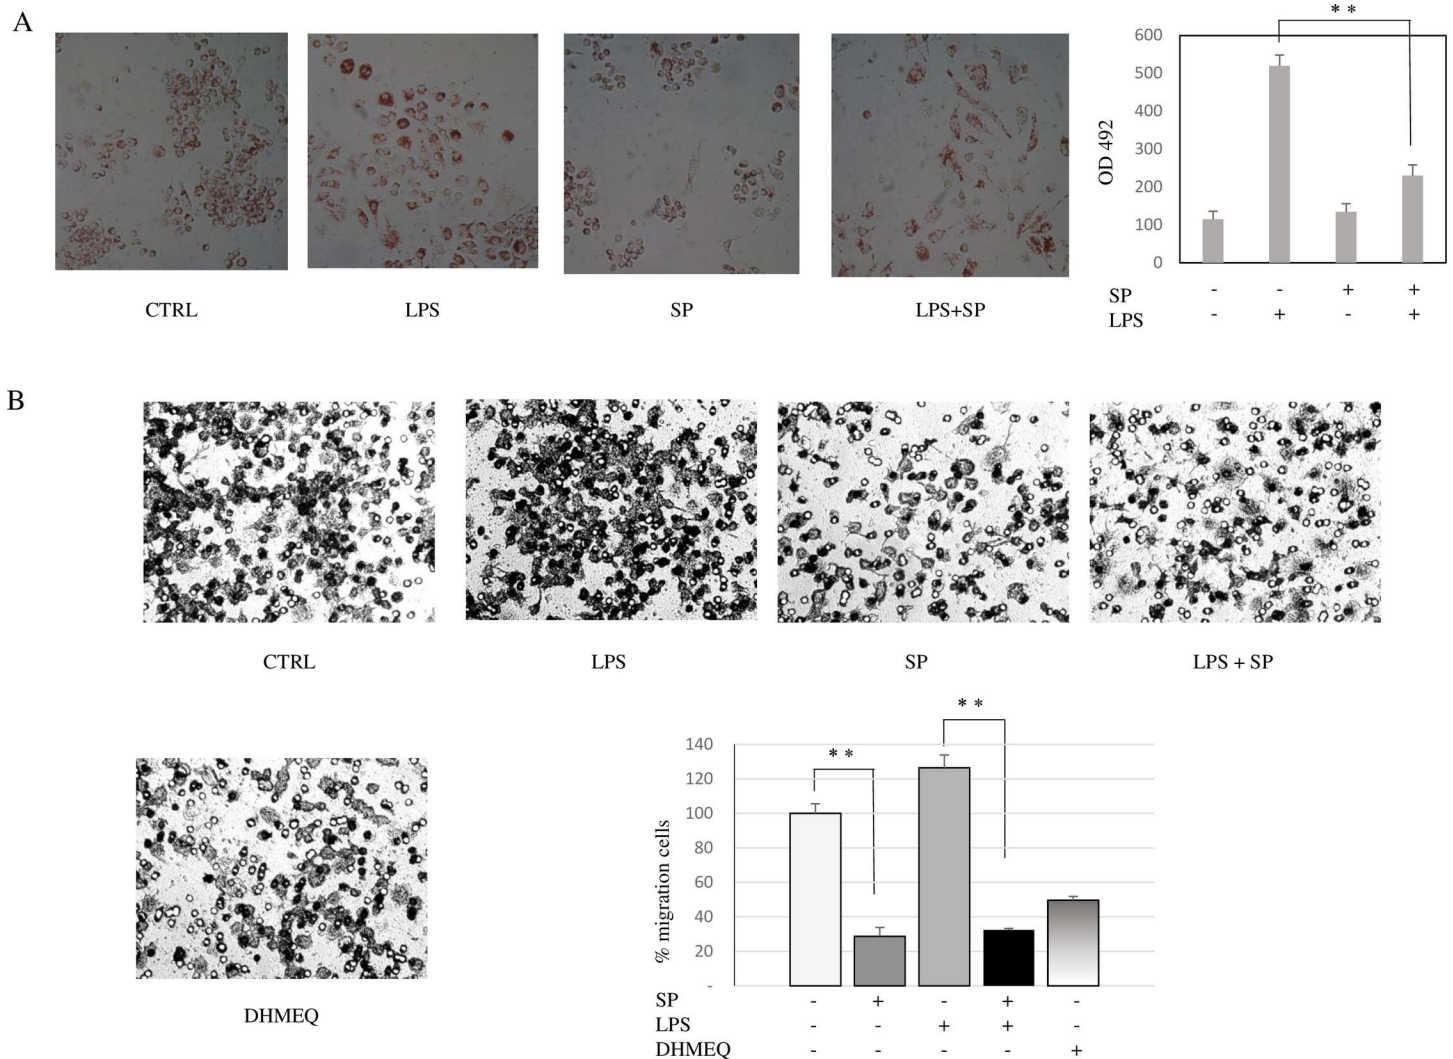 A
* *
600
500
400
300
200
100
0
OD 492
SP - - + +
LPS - + - +
CTRL
LPS
SP
LPS+SP
B
CTRL
LPS
SP
LPS + SP
DHMEQ
* *
* *
140
120
100
80
60
40
20
-
% migration cells
SP - + - + -
LPS - - + + -
DHMEQ - - - - +